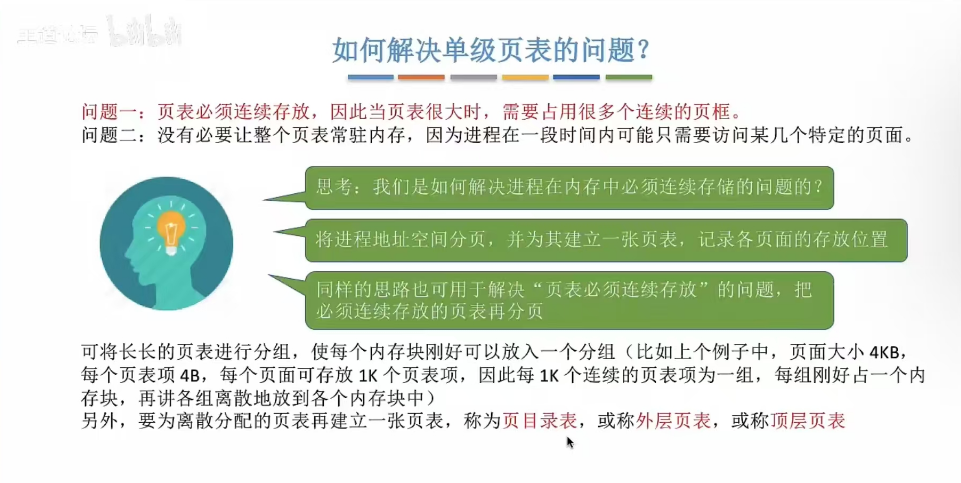 bilibili
如何解决单级页表的问题？
问题一：页表必须连续存放，因此当页表很大时，需要占用很多个连续的页框。
问题二：没有必要让整个页表常驻内存，因为进程在一段时间内可能只需要访问某几个特定的页面。
思考：我们是如何解决进程在内存中必须连续存储的问题的？
将进程地址空间分页，并为其建立一张页表，记录各页面的存放位置
同样的思路也可用于解决“页表必须连续存放”的问题，把
必须连续存放的页表再分页
可将长长的页表进行分组，使每个内存块刚好可以放入一个分组（比如上个例子中，页面大小 4KB，
每个页表项 4B，每个页面可存放 1K 个页表项，因此每 1K 个连续的页表项为一组，每组刚好占一个内
存块，再讲各组离散地放到各个内存块中）
另外，要为离散分配的页表再建立一张页表，称为页目录表，或称外层页表，或称顶层页表